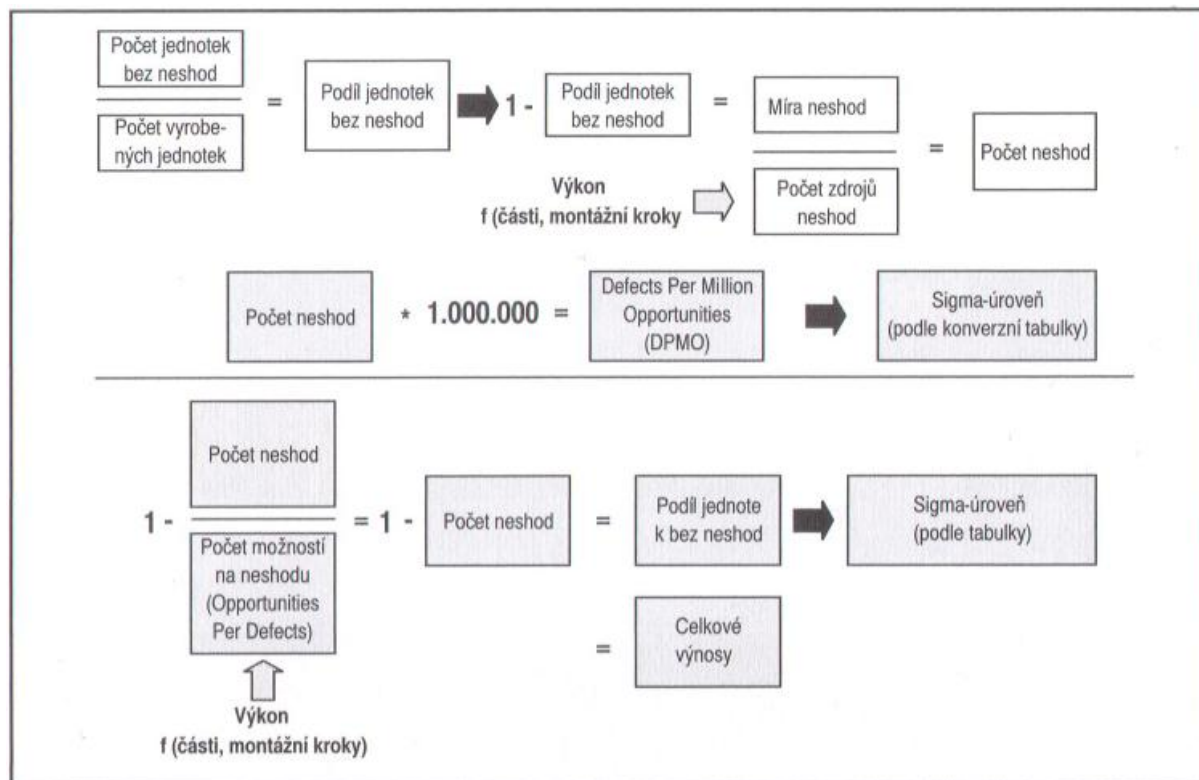 Počet jednotek
bez neshod
Počet vyrobe-
ných jednotek
=
Podíl jednotek
bez neshod
1 -
Podíl jednotek
bez neshod
=
Míra neshod
Počet zdrojů
neshod
=
Počet neshod
Výkon
f (části, montážní kroky
Počet neshod
* 1.000.000 =
Defects Per Million
Opportunities
(DPMO)
Sigma-úroveň
(podle konverzní tabulky)
1 -
Počet neshod
Počet možností
na neshodu
(Opportunities
Per Defects)
= 1 -
Počet neshod
=
Podíl jednote
k bez neshod
Sigma-úroveň
(podle tabulky)
=
Celkové
výnosy
Výkon
f (části, montážní kroky)